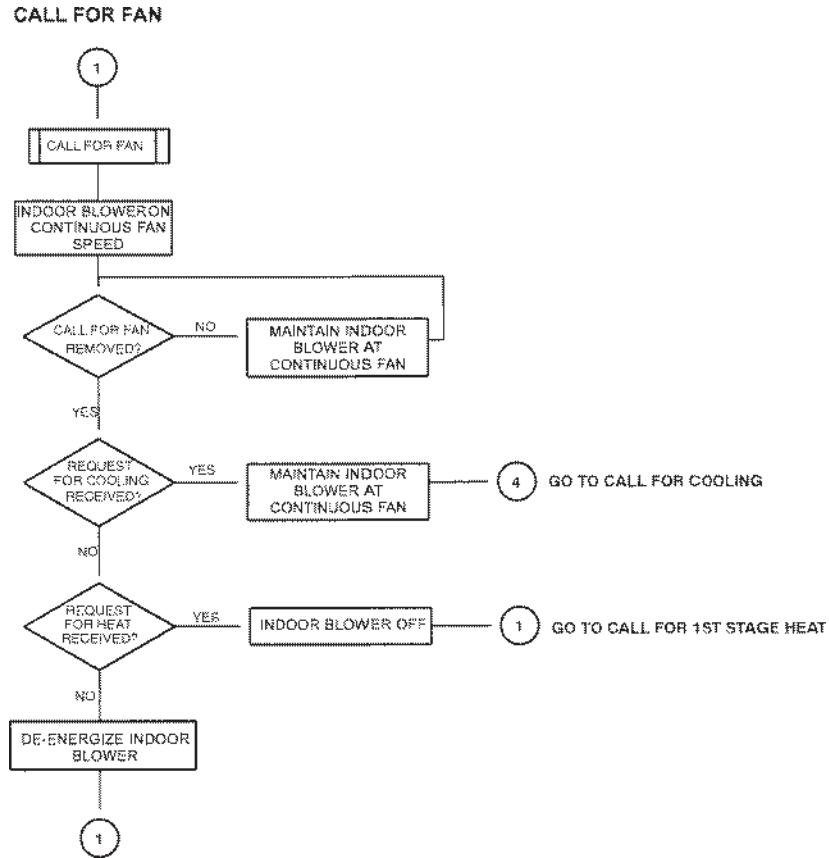 CALL FOR FAN
1
CALL FOR FAN
INDOOR BLOWER ON
CONTINUOUS FAN
SPEED
CALL FOR FAN
REMOVED?
NO
MAINTAIN INDOOR
BLOWER AT
CONTINUOUS FAN
YES
REQUEST
FOR COOLING
RECEIVED?
YES
MAINTAIN INDOOR
BLOWER AT
CONTINUOUS FAN
4
GO TO CALL FOR COOLING
NO
REQUEST
FOR HEAT
RECEIVED?
YES
INDOOR BLOWER OFF
1
GO TO CALL FOR 1ST STAGE HEAT
NO
DE-ENERGIZE INDOOR
BLOWER
1